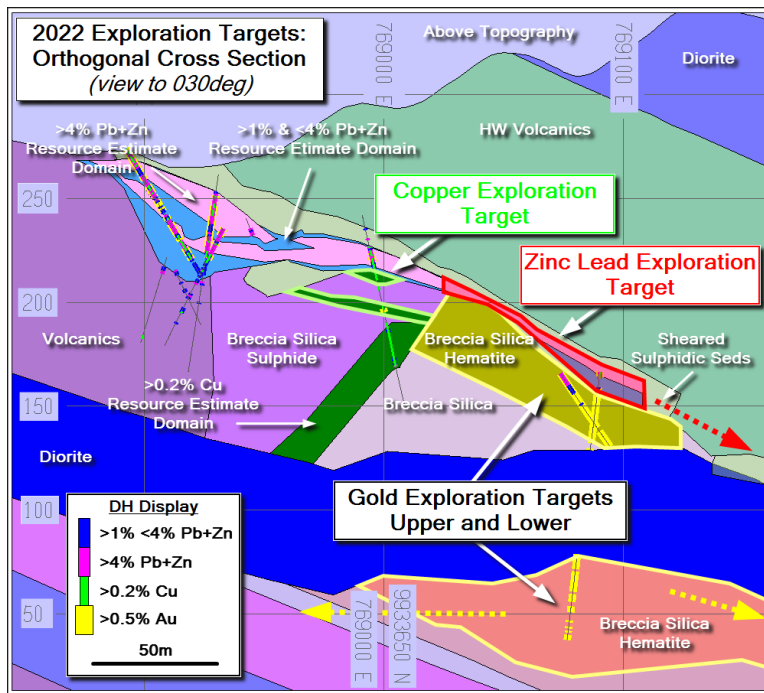 2022 Exploration Targets:
Orthogonal Cross Section
(view to 030deg)
Above Topography
769000 E
769100 E
Diorite
>4% Pb+Zn
Resource Estimate
Domain
>1% & <4% Pb+Zn
Resource Etimate Domain
HW Volcanics
250
Copper Exploration
Target
Zinc Lead Exploration
Target
200
Volcanics
Breccia Silica
Sulphide
Breccia Silica
Hematite
Sheared
Sulphidic Seds
>0.2% Cu
Resource Estimate
Domain
Breccia Silica
150
Diorite
Gold Exploration Targets
Upper and Lower
100
DH Display
>1% <4% Pb+Zn
>4% Pb+Zn
>0.2% Cu
>0.5% Au
50m
50
769000 E
9933650 N
Breccia Silica
Hematite